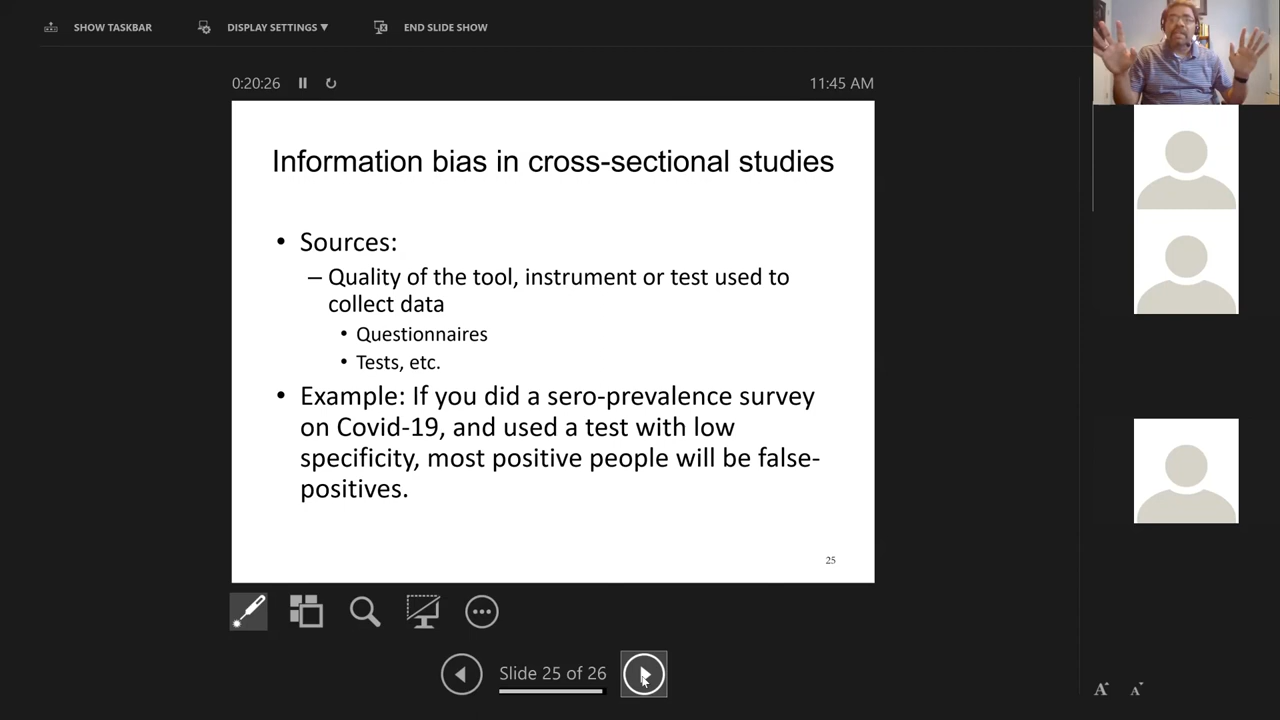 SHOW TASKBAR
DISPLAY SETTINGS ▼
END SLIDE SHOW
0:20:26
11:45 AM
Information bias in cross-sectional studies
• Sources:
– Quality of the tool, instrument or test used to
collect data
• Questionnaires
• Tests, etc.
• Example: If you did a sero-prevalence survey
on Covid-19, and used a test with low
specificity, most positive people will be false-
positives.
25
Slide 25 of 26
A A